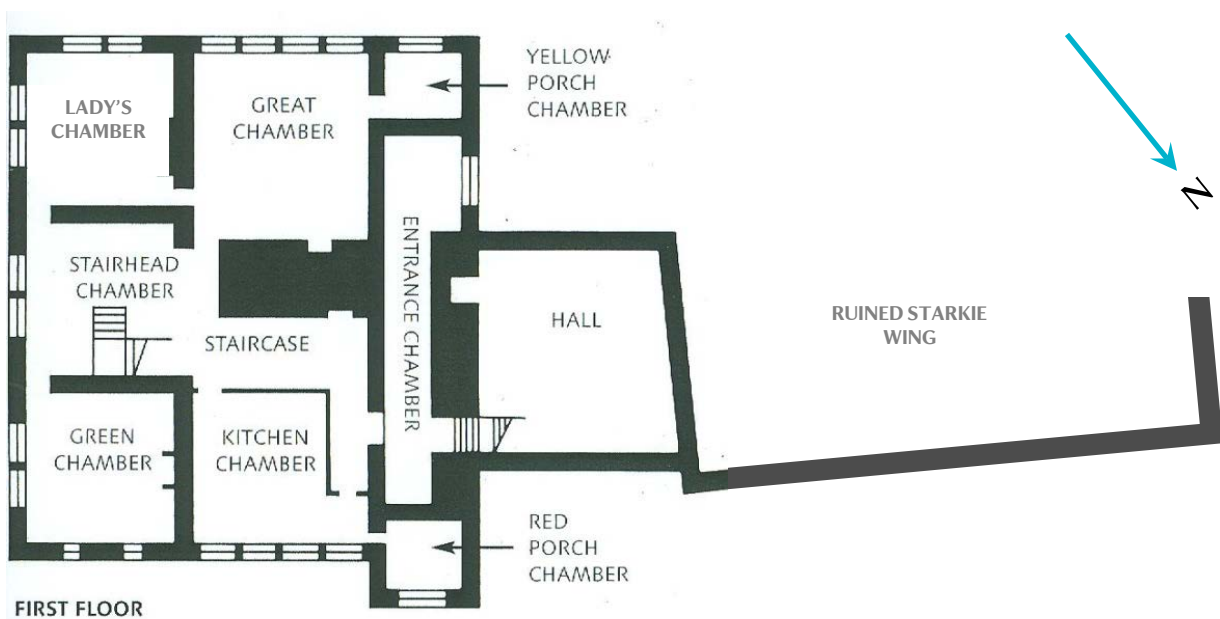 LADY'S
CHAMBER
GREAT
CHAMBER
YELLOW
PORCH
CHAMBER
N
STAIRHEAD
CHAMBER
ENTRANCE CHAMBER
HALL
RUINED STARKIE
WING
STAIRCASE
GREEN
CHAMBER
KITCHEN
CHAMBER
RED
PORCH
CHAMBER
FIRST FLOOR